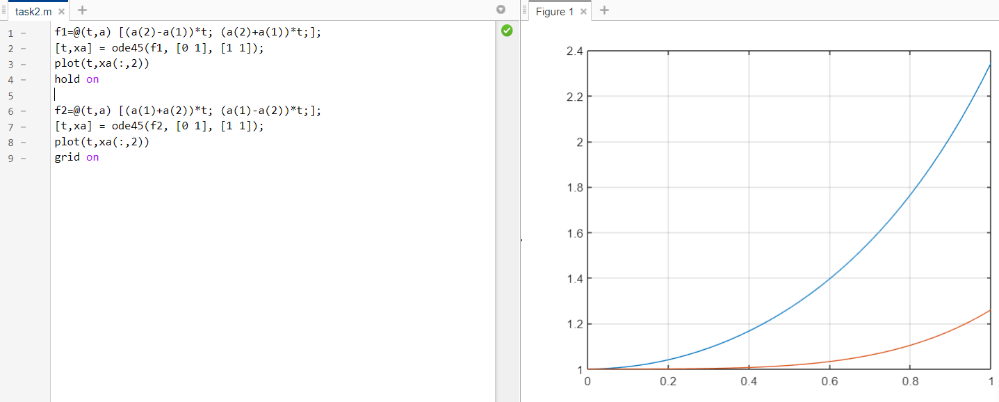 task2.m
1 – f1=@(t,a) [(a(2)-a(1))*t; (a(2)+a(1))*t;];
2 – [t,xa] = ode45(f1, [0 1], [1 1]);
3 – plot(t,xa(:,2))
4 – hold on
5
6 – f2=@(t,a) [(a(1)+a(2))*t; (a(1)-a(2))*t;];
7 – [t,xa] = ode45(f2, [0 1], [1 1]);
8 – plot(t,xa(:,2))
9 – grid on
Figure 1
2.4
2.2
2
1.8
1.6
1.4
1.2
1
0 0.2 0.4 0.6 0.8 1